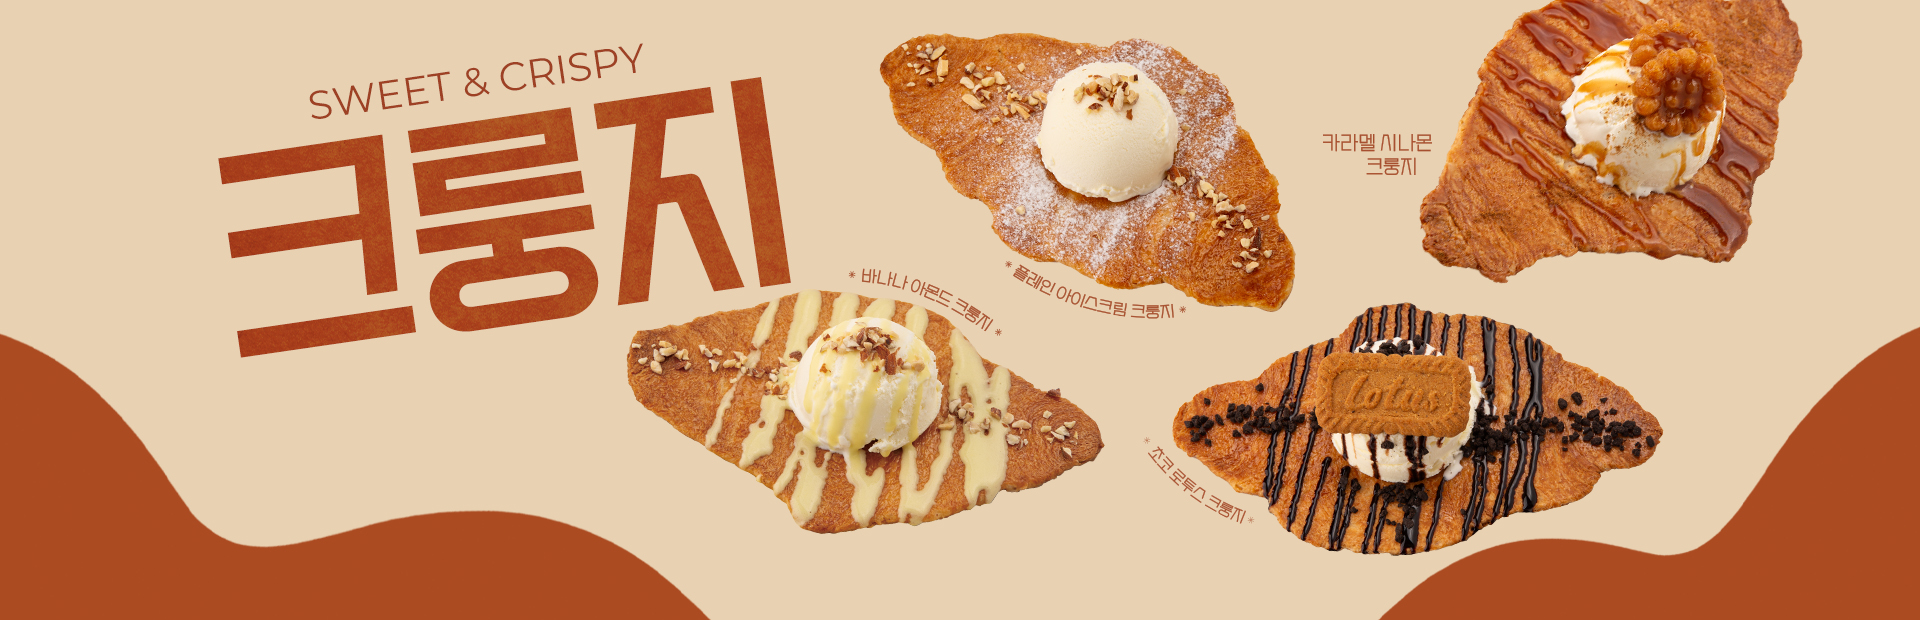 SWEET & CRISPY
크룽지
* 플레인 아이스크림 크룽지 *
카라멜 시나몬
크룽지
* 바나나 아몬드 크룽지 *
* 초코 로투스 크룽지 *
lotus